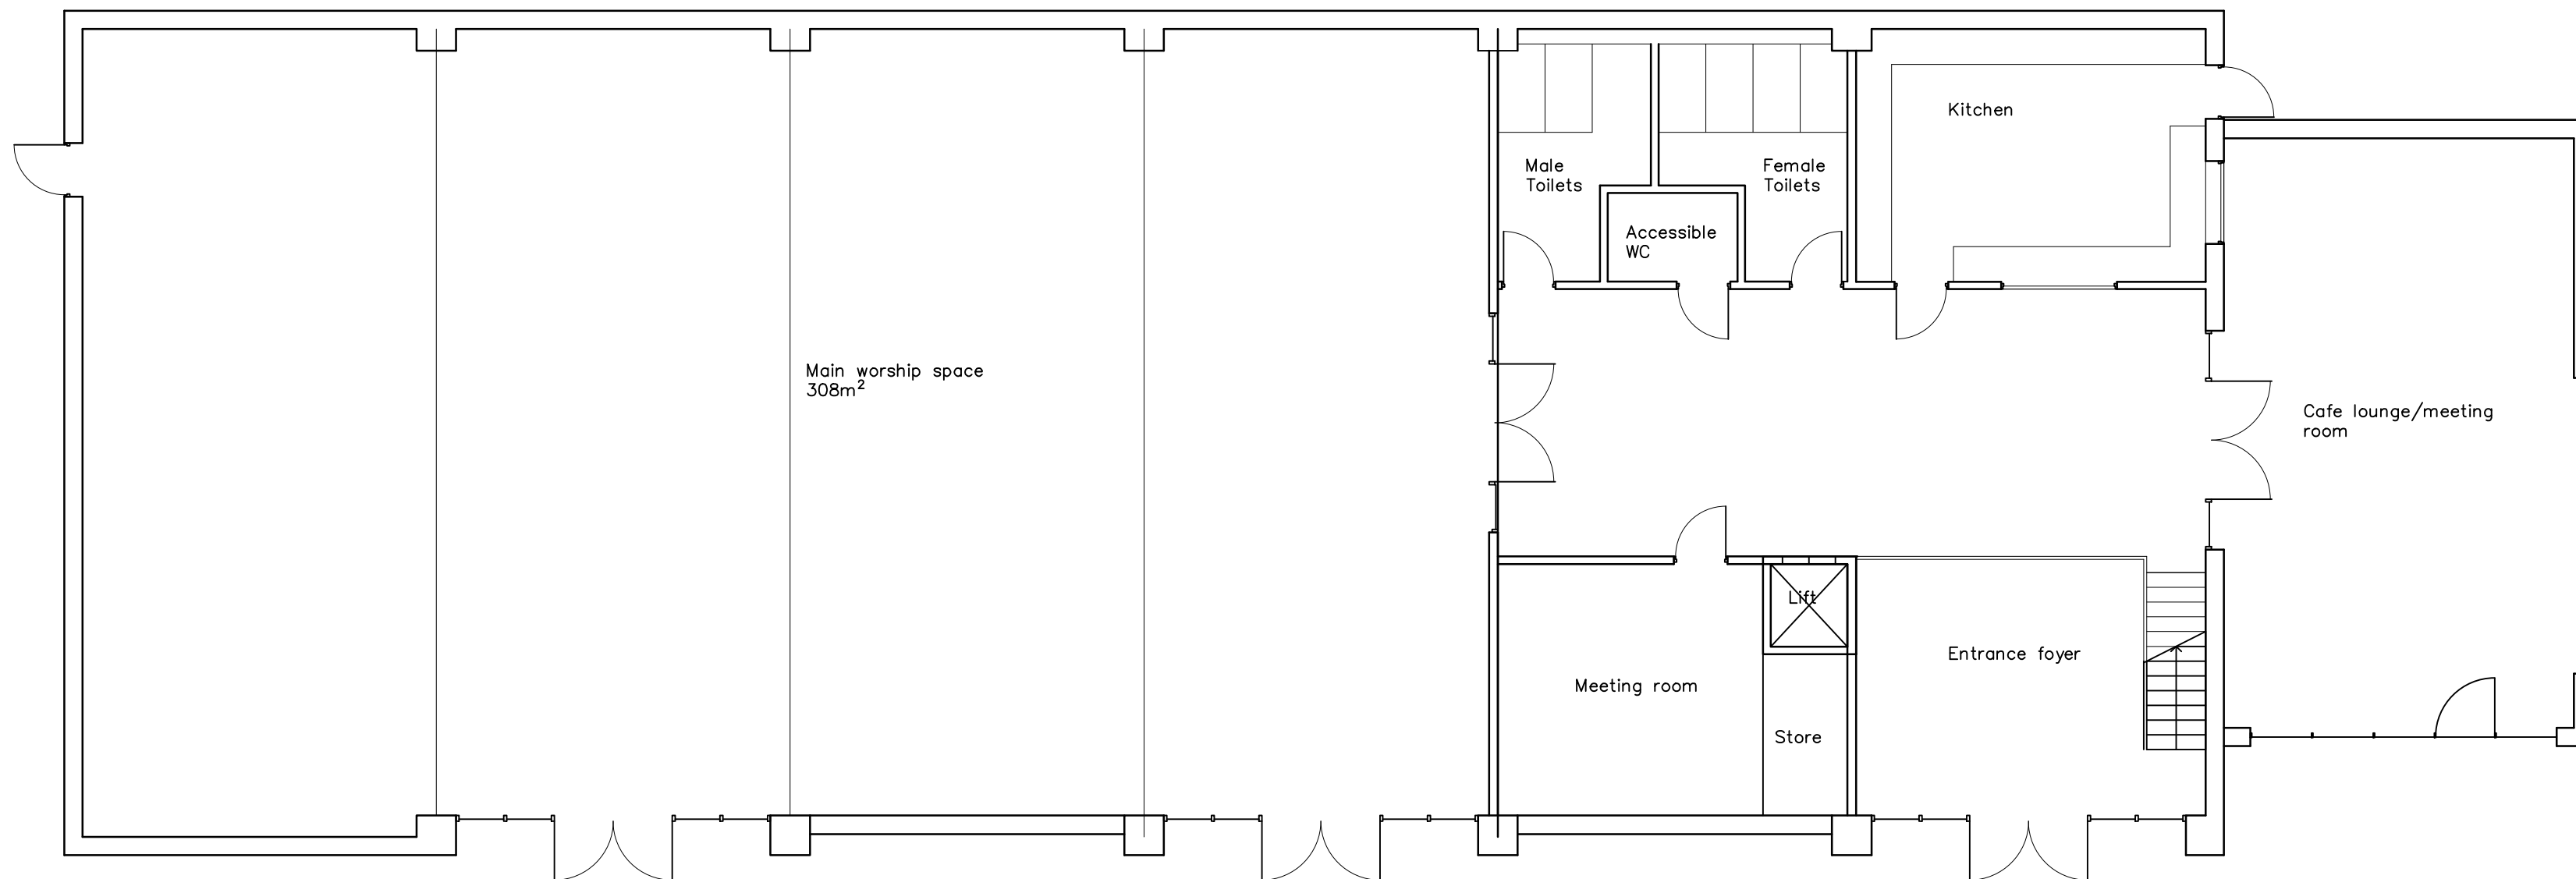 Kitchen
Male
Toilets
Female
Toilets
Accessible
WC
Main worship space
308m²
Cafe lounge/meeting
room
Lift
Entrance foyer
Meeting room
Store